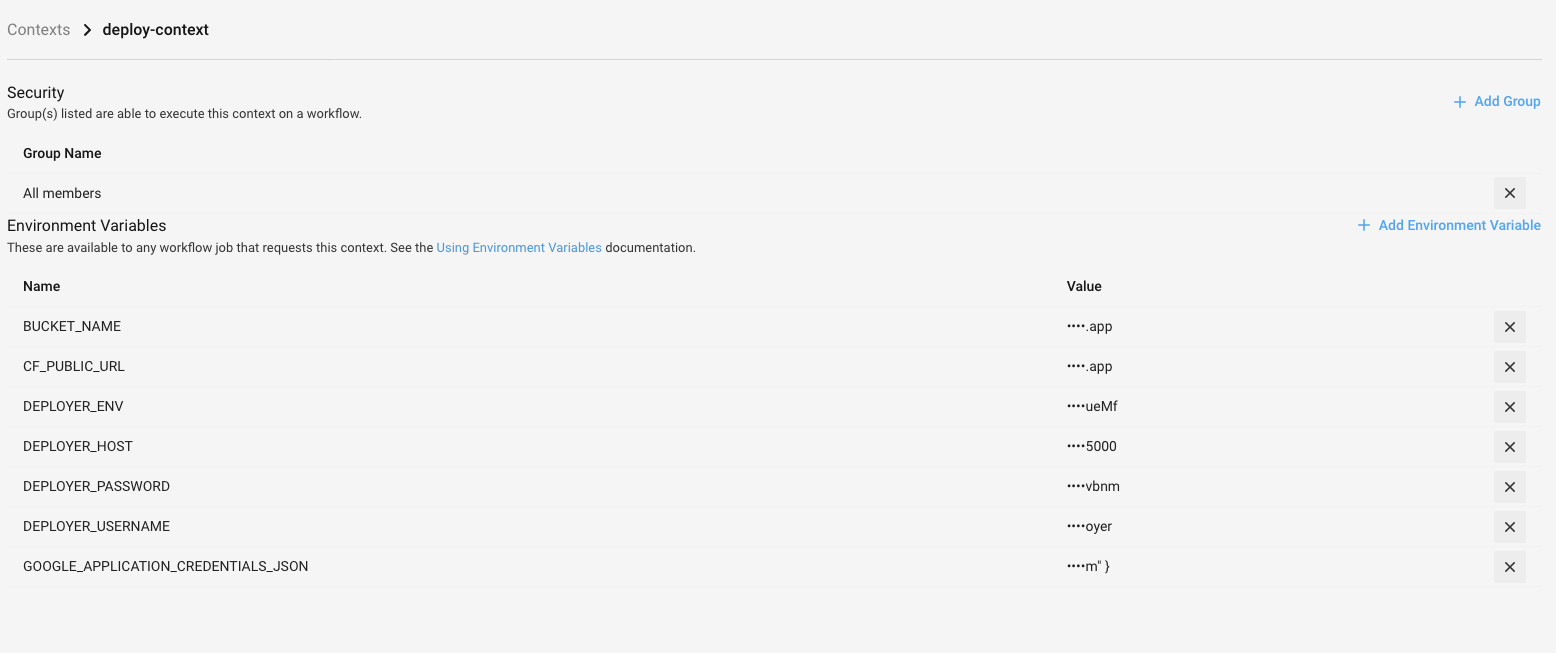 Contexts > deploy-context
Security
Group(s) listed are able to execute this context on a workflow.
+ Add Group
Group Name
All members
Environment Variables
These are available to any workflow job that requests this context. See the Using Environment Variables documentation.
+ Add Environment Variable
Name Value
BUCKET_NAME ••••.app
CF_PUBLIC_URL ••••.app
DEPLOYER_ENV ••••ueMf
DEPLOYER_HOST ••••5000
DEPLOYER_PASSWORD ••••vbnm
DEPLOYER_USERNAME ••••oyer
GOOGLE_APPLICATION_CREDENTIALS_JSON ••••m" }